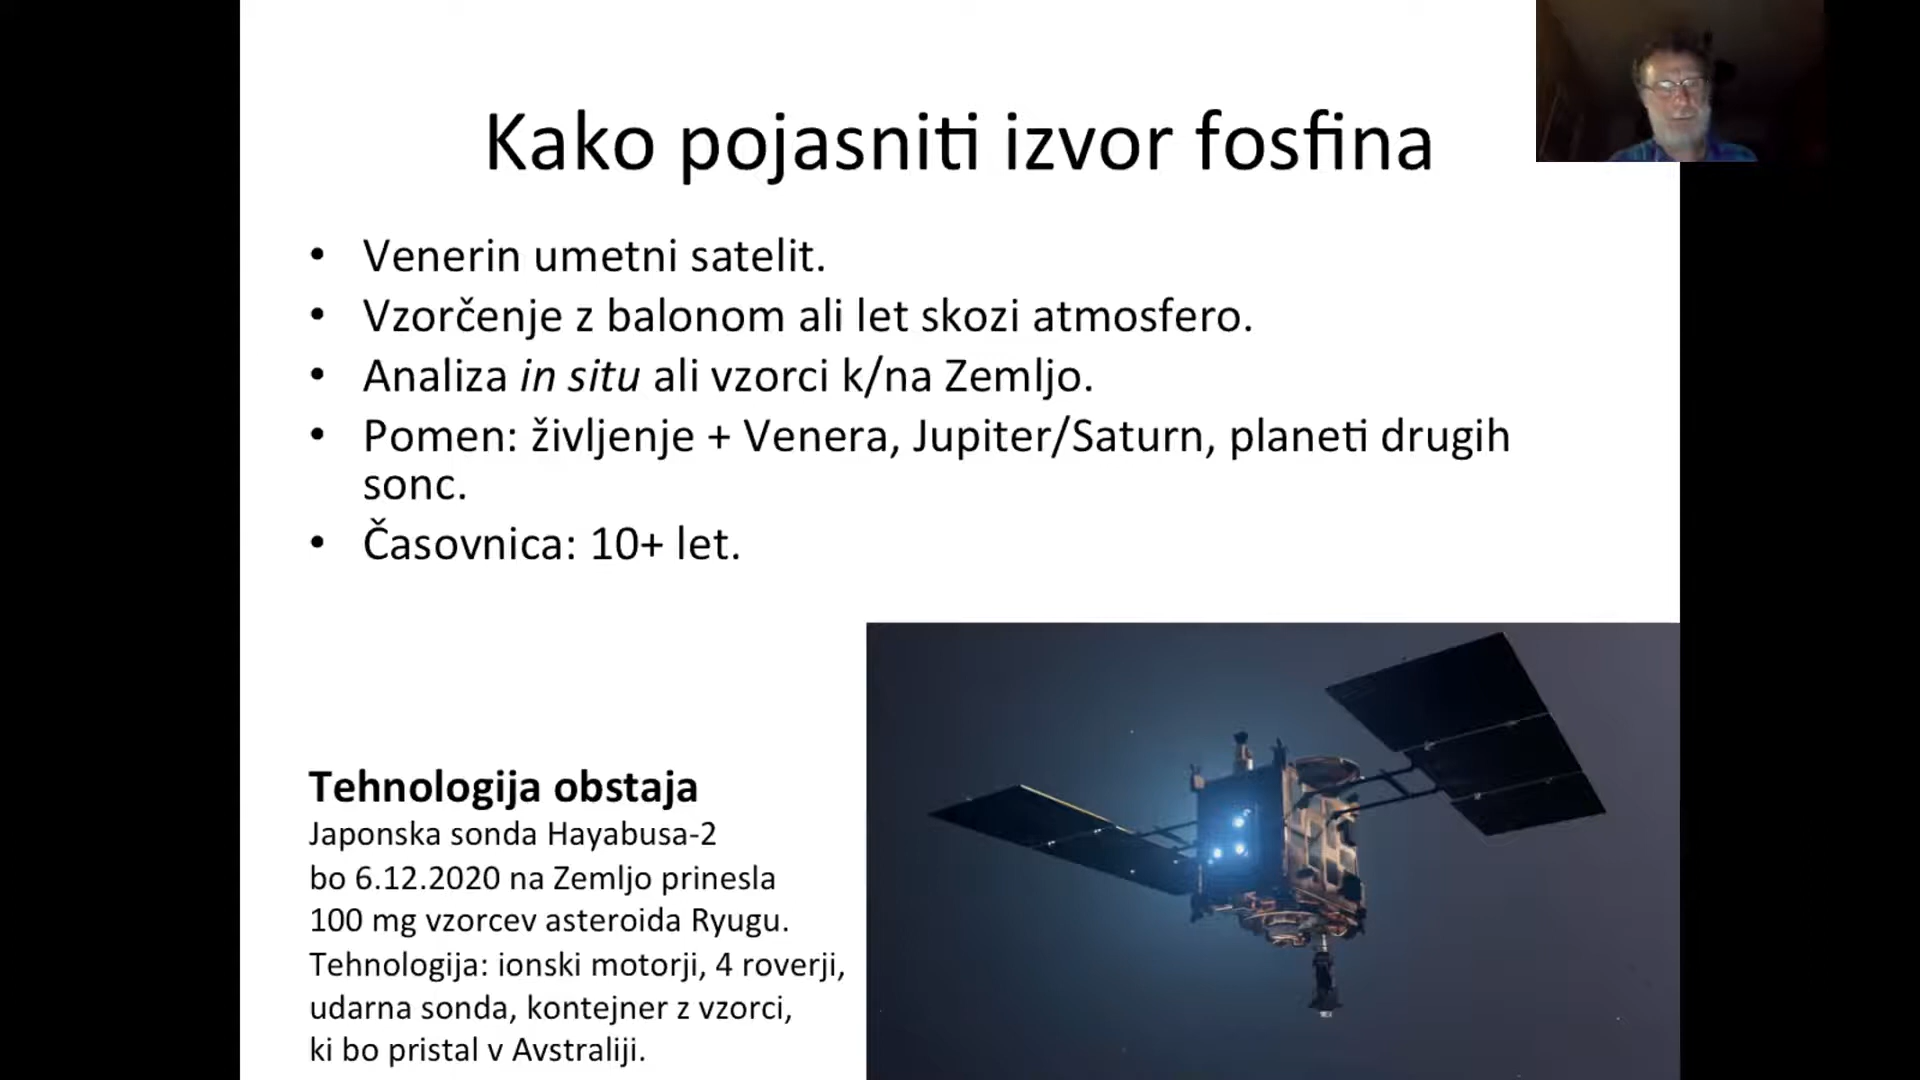 Kako pojasniti izvor fosfina
• Venerin umetni satelit.
• Vzorčenje z balonom ali let skozi atmosfero.
• Analiza in situ ali vzorci k/na Zemljo.
• Pomen: življenje + Venera, Jupiter/Saturn, planeti drugih
sonc.
• Časovnica: 10+ let.
Tehnologija obstaja
Japonska sonda Hayabusa-2
bo 6.12.2020 na Zemljo prinesla
100 mg vzorcev asteroida Ryugu.
Tehnologija: ionski motorji, 4 roverji,
udarna sonda, kontejner z vzorci,
ki bo pristal v Avstraliji.